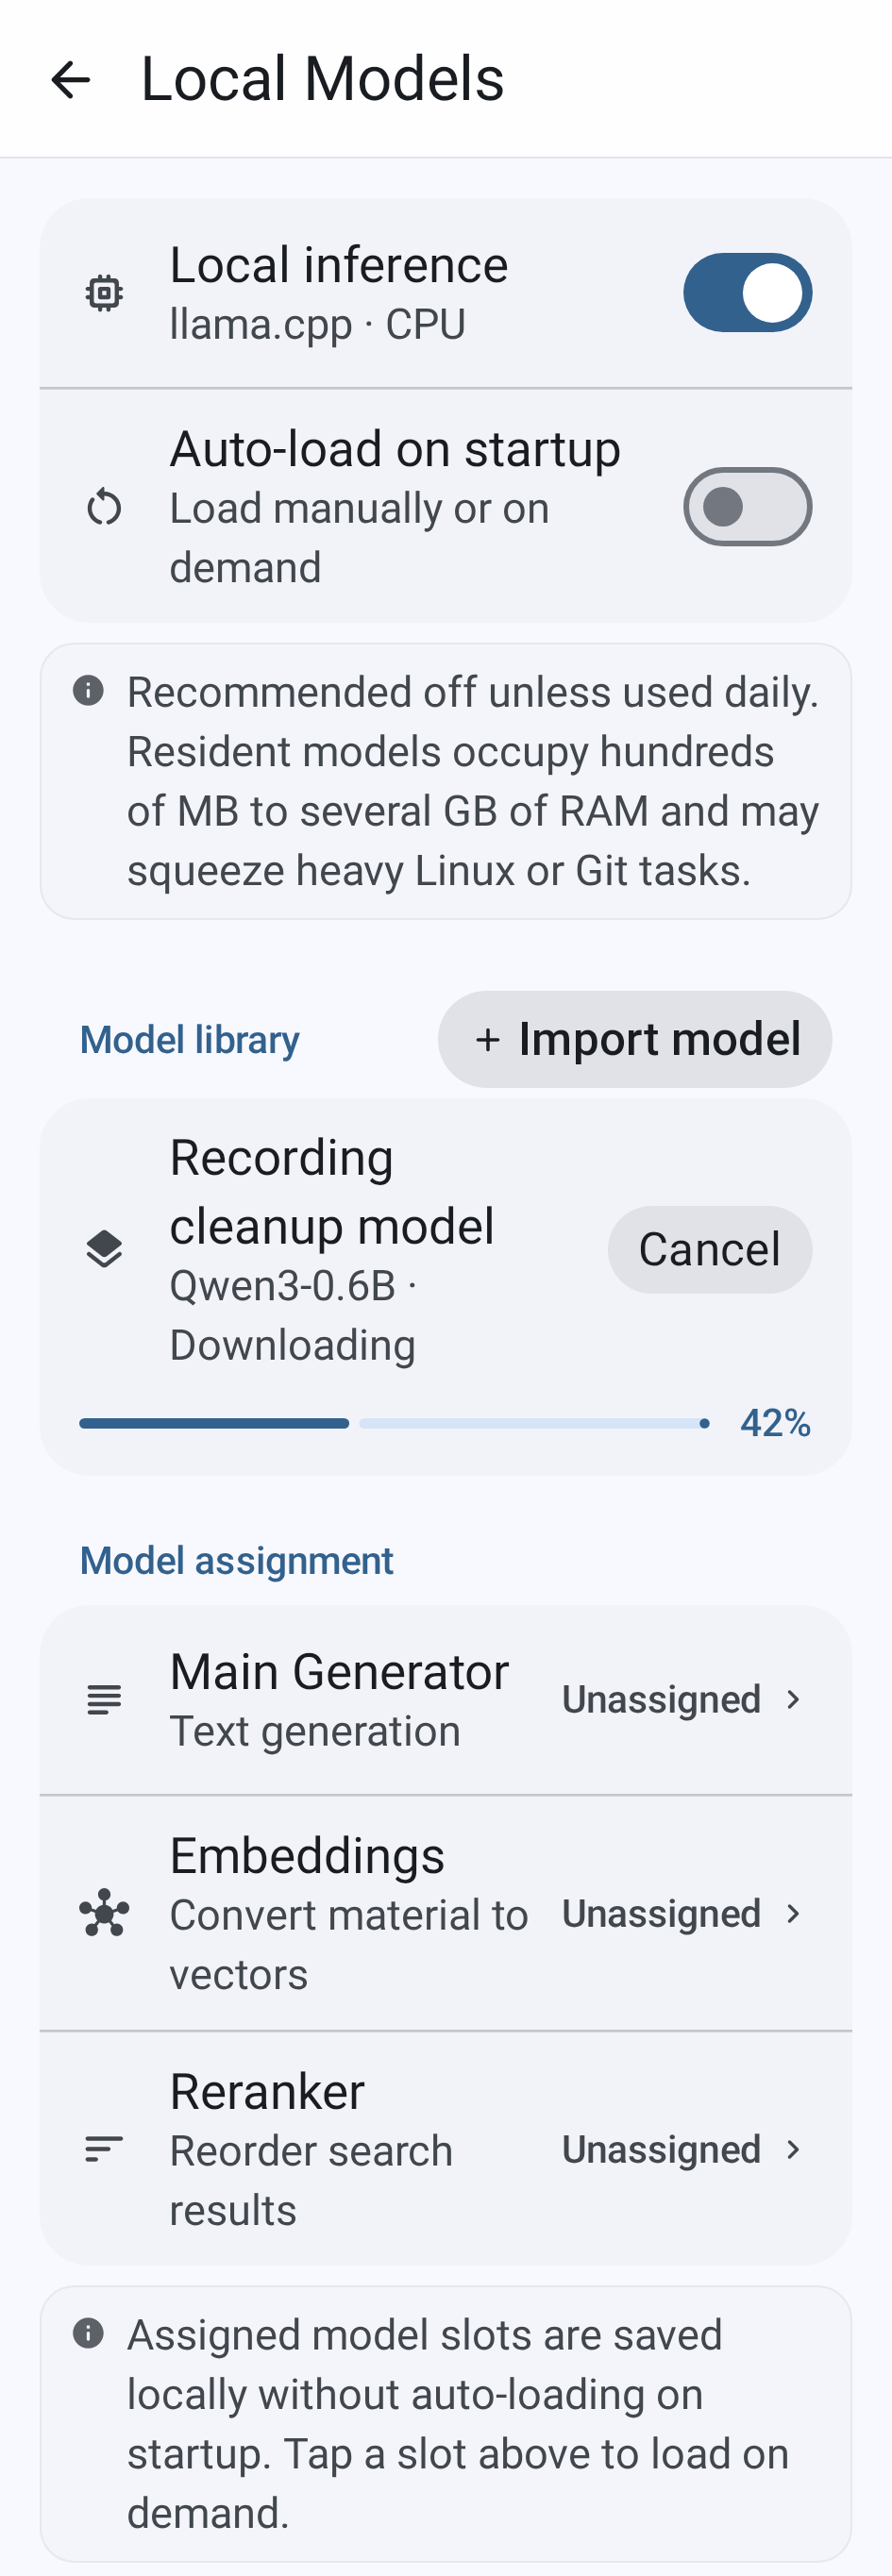 Local Models
Local inference
llama.cpp · CPU
Auto-load on startup
Load manually or on
demand
Recommended off unless used daily.
Resident models occupy hundreds
of MB to several GB of RAM and may
squeeze heavy Linux or Git tasks.
Model library
+ Import model
Recording
cleanup model
Qwen3-0.6B ·
Downloading
Cancel
42%
Model assignment
Main Generator
Text generation
Unassigned
Embeddings
Convert material to
vectors
Unassigned
Reranker
Reorder search
results
Unassigned
Assigned model slots are saved
locally without auto-loading on
startup. Tap a slot above to load on
demand.